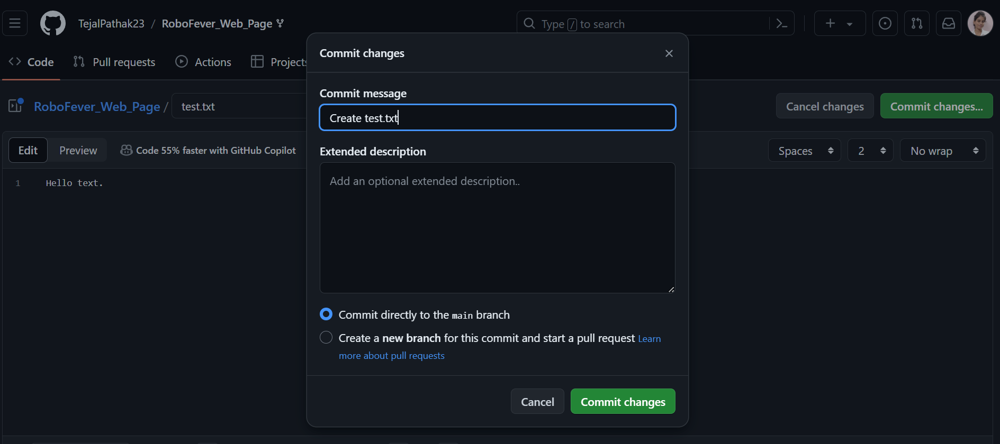 TejalPathak23 / RoboFever_Web_Page
Type / to search
Code
Pull requests
Actions
Projects
RoboFever_Web_Page /
test.txt
Cancel changes
Commit changes...
Edit
Preview
Code 55% faster with GitHub Copilot
Spaces
2
No wrap
1 Hello text.
Commit changes
Commit message
Create test.txt
Extended description
Add an optional extended description..
Commit directly to the main branch
Create a new branch for this commit and start a pull request Learn
more about pull requests
Cancel
Commit changes